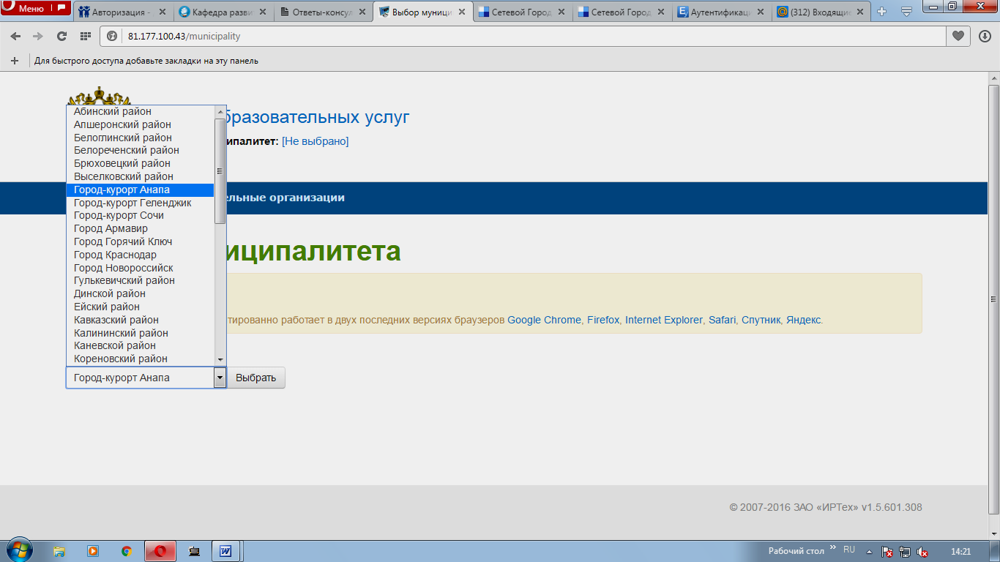 Меню
Авторизация -
Кафедра разви
Ответы-консул
Выбор муници
Сетевой Город
Сетевой Город
Аутентификаци
(312) Входящие
81.177.100.43/municipality
Для быстрого доступа добавьте закладки на эту панель
бразовательных услуг
ципалитет: [Не выбрано]
ельные организации
иципалитета
тированно работает в двух последних версиях браузеров Google Chrome, Firefox, Internet Explorer, Safari, Спутник, Яндекс.
Абинский район
Апшеронский район
Белоглинский район
Белореченский район
Брюховецкий район
Выселковский район
Город-курорт Анапа
Город-курорт Геленджик
Город-курорт Сочи
Город Армавир
Город Горячий Ключ
Город Краснодар
Город Новороссийск
Гулькевичский район
Динской район
Ейский район
Кавказский район
Калининский район
Каневской район
Кореновский район
Город-курорт Анапа
Выбрать
© 2007-2016 ЗАО «ИРТех» v1.5.601.308
Рабочий стол » RU 14:21